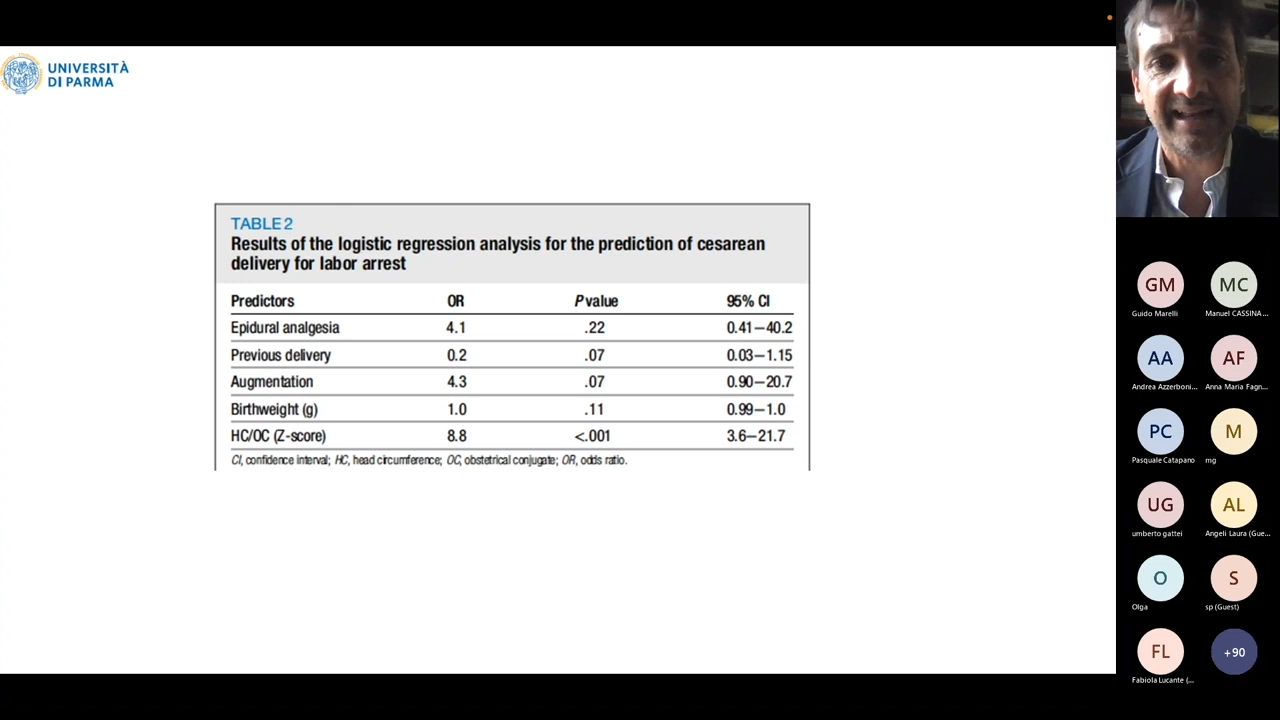 UNIVERSITÀ
DI PARMA
TABLE 2
Results of the logistic regression analysis for the prediction of cesarean
delivery for labor arrest
Predictors OR P value 95% CI
Epidural analgesia 4.1 .22 0.41–40.2
Previous delivery 0.2 .07 0.03–1.15
Augmentation 4.3 .07 0.90–20.7
Birthweight (g) 1.0 .11 0.99–1.0
HC/OC (Z-score) 8.8 <.001 3.6–21.7
CI, confidence interval; HC, head circumference; OC, obstetrical conjugate; OR, odds ratio.
GM MC
Guido Marelli Manuel CASSINA...
AA AF
Andrea Azzerboni... Anna Maria Fagn...
PC M
Pasquale Catapano mg
UG AL
umberto gattei Angeli Laura (Gue...
O S
Olga sp (Guest)
FL +90
Fabiola Lucante (...